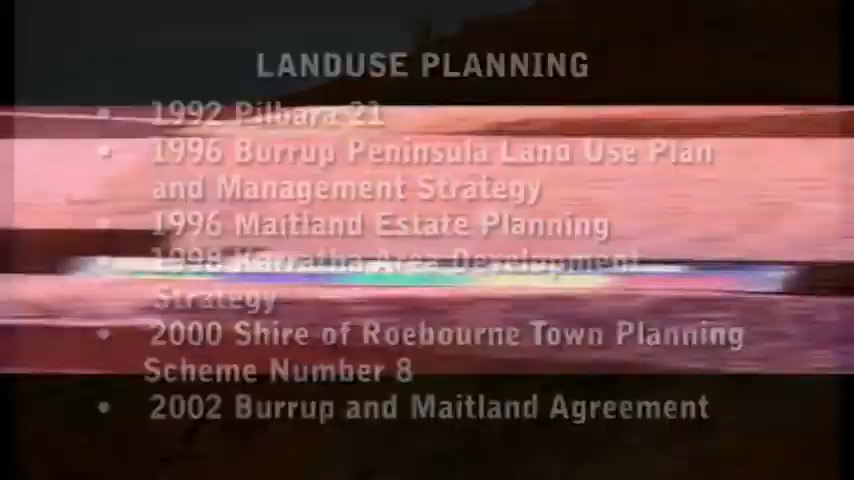 LANDUSE PLANNING
• 1992 Pilbara 21
• 1996 Burrup Peninsula Land Use Plan
and Management Strategy
• 1996 Maitland Estate Planning
• 1998 Karratha Area Development
Strategy
• 2000 Shire of Roebourne Town Planning
Scheme Number 8
• 2002 Burrup and Maitland Agreement